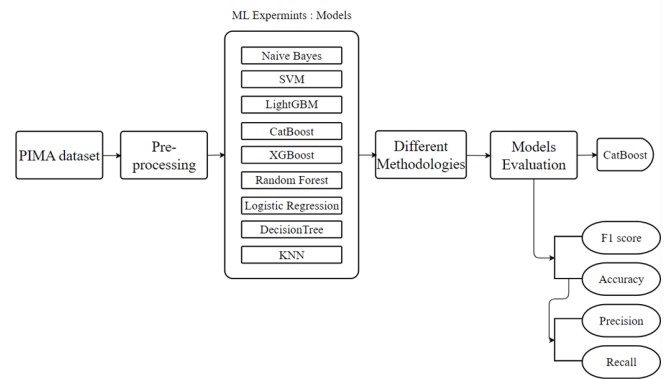 ML Expermints : Models
Naive Bayes
SVM
LightGBM
CatBoost
XGBoost
Random Forest
Logistic Regression
DecisionTree
KNN
PIMA dataset
Pre-
processing
Different
Methodologies
Models
Evaluation
CatBoost
F1 score
Accuracy
Precision
Recall